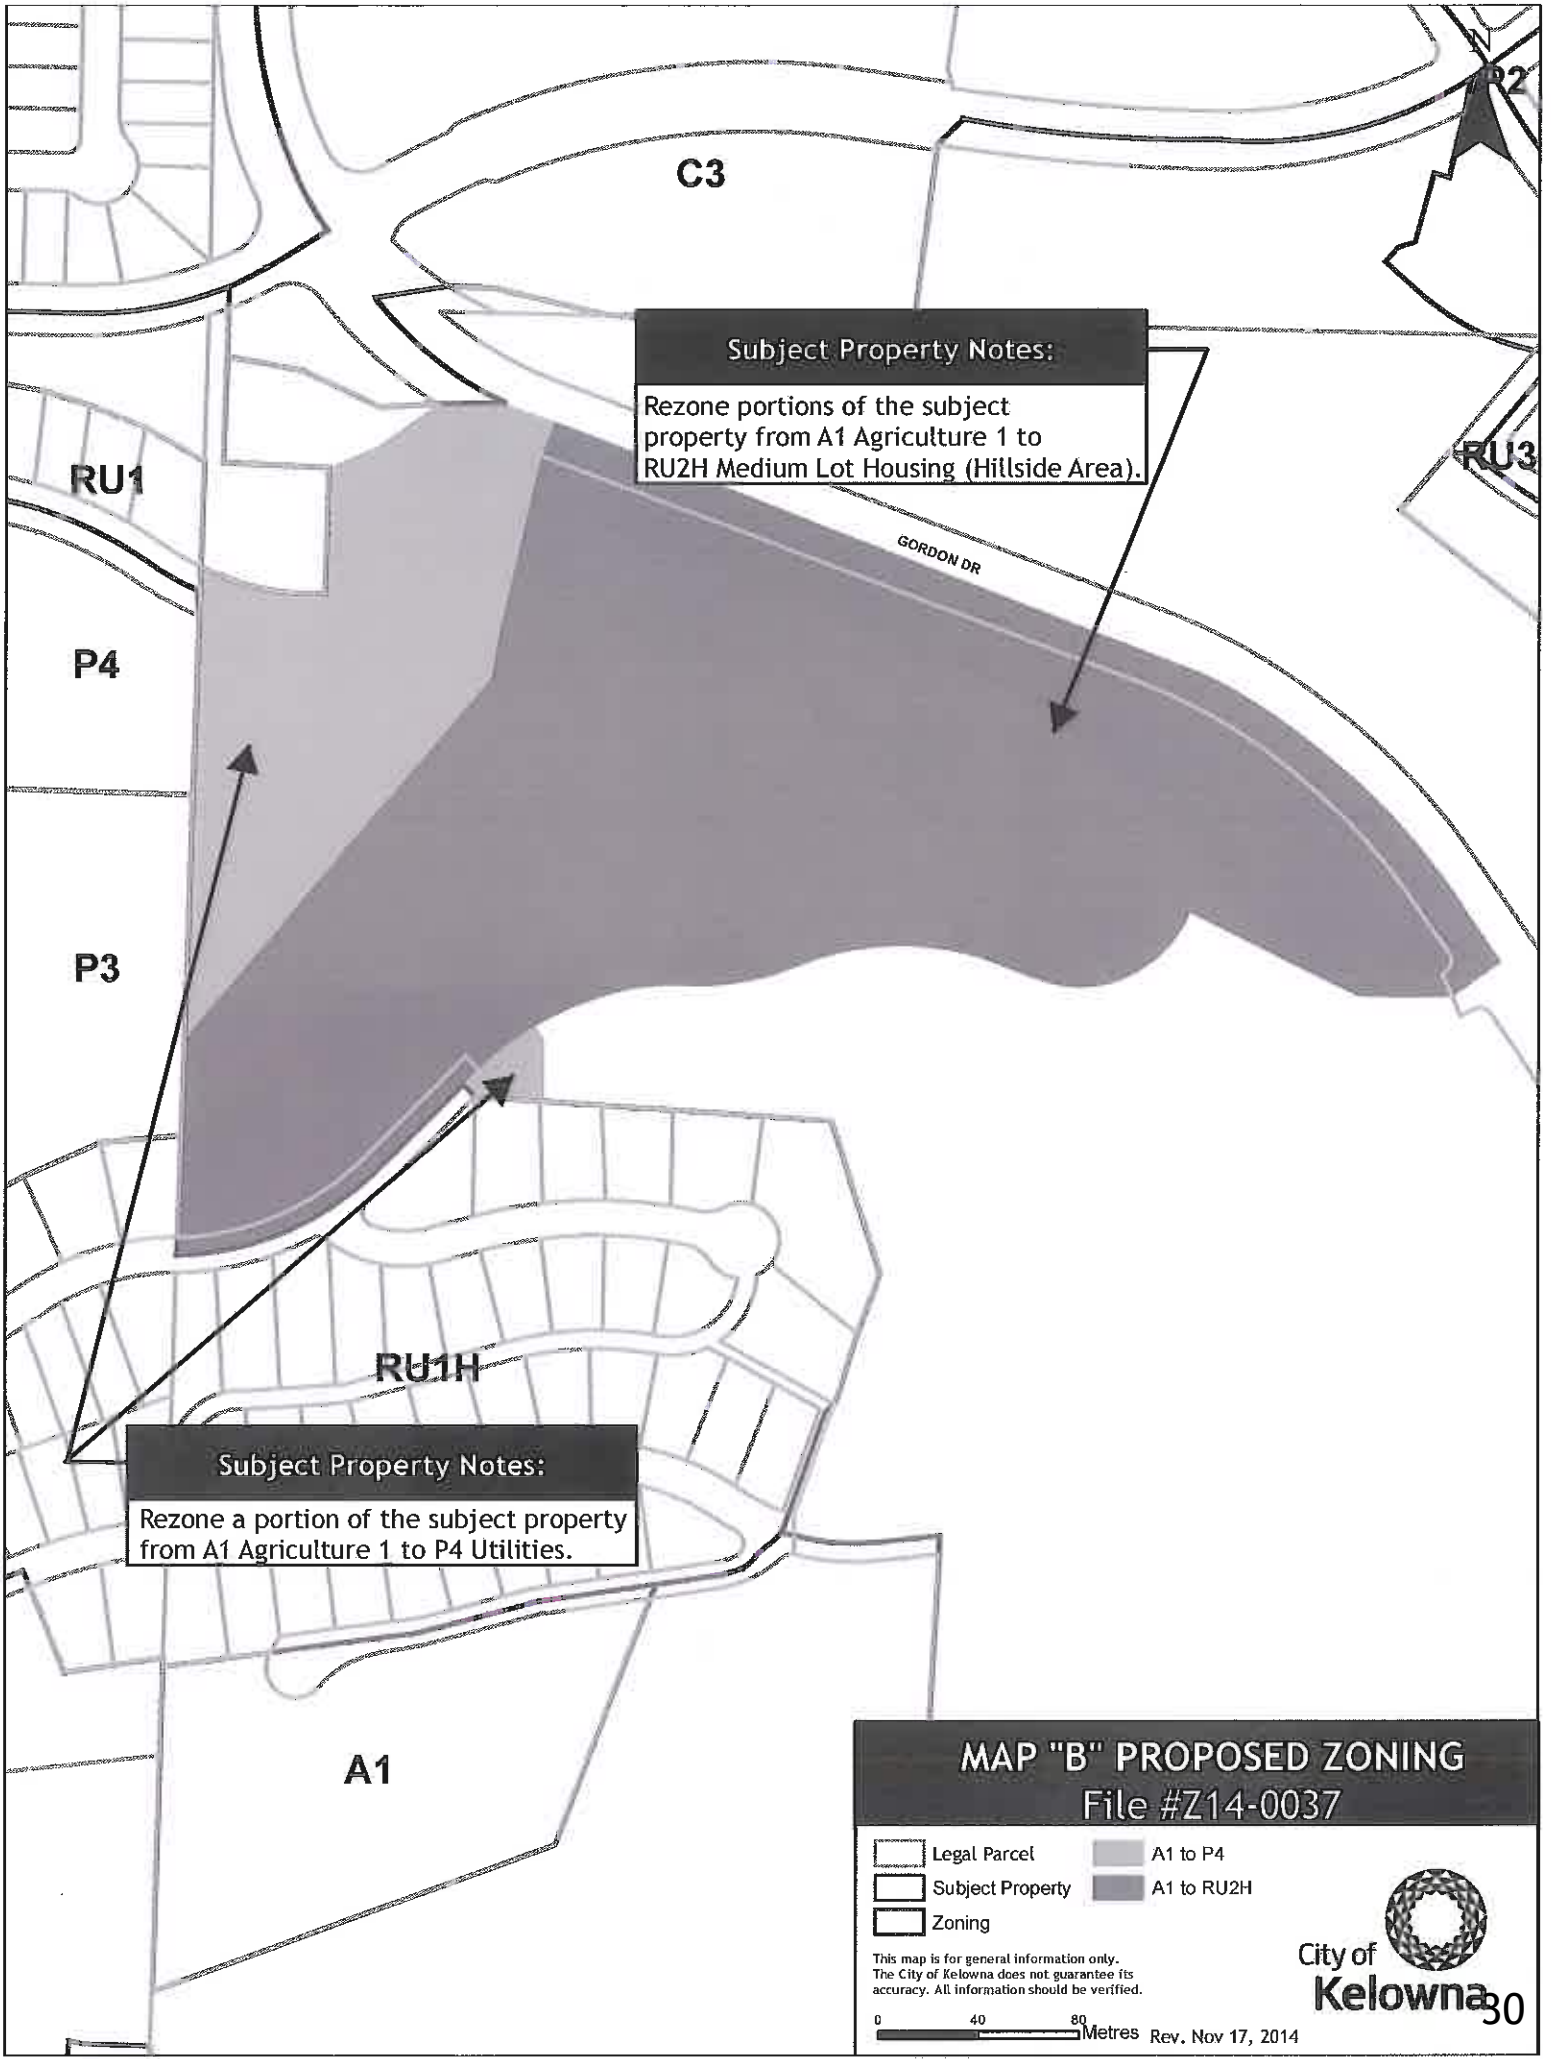 N
P2
C3
Subject Property Notes:
Rezone portions of the subject
property from A1 Agriculture 1 to
RU2H Medium Lot Housing (Hillside Area).
RU3
RU1
GORDON DR
P4
P3
RU1H
Subject Property Notes:
Rezone a portion of the subject property
from A1 Agriculture 1 to P4 Utilities.
A1
MAP "B" PROPOSED ZONING
File #Z14-0037
Legal Parcel
A1 to P4
Subject Property
A1 to RU2H
Zoning
This map is for general information only.
The City of Kelowna does not guarantee its
accuracy. All information should be verified.
City of
Kelowna
30
0 40 80
Metres
Rev. Nov 17, 2014